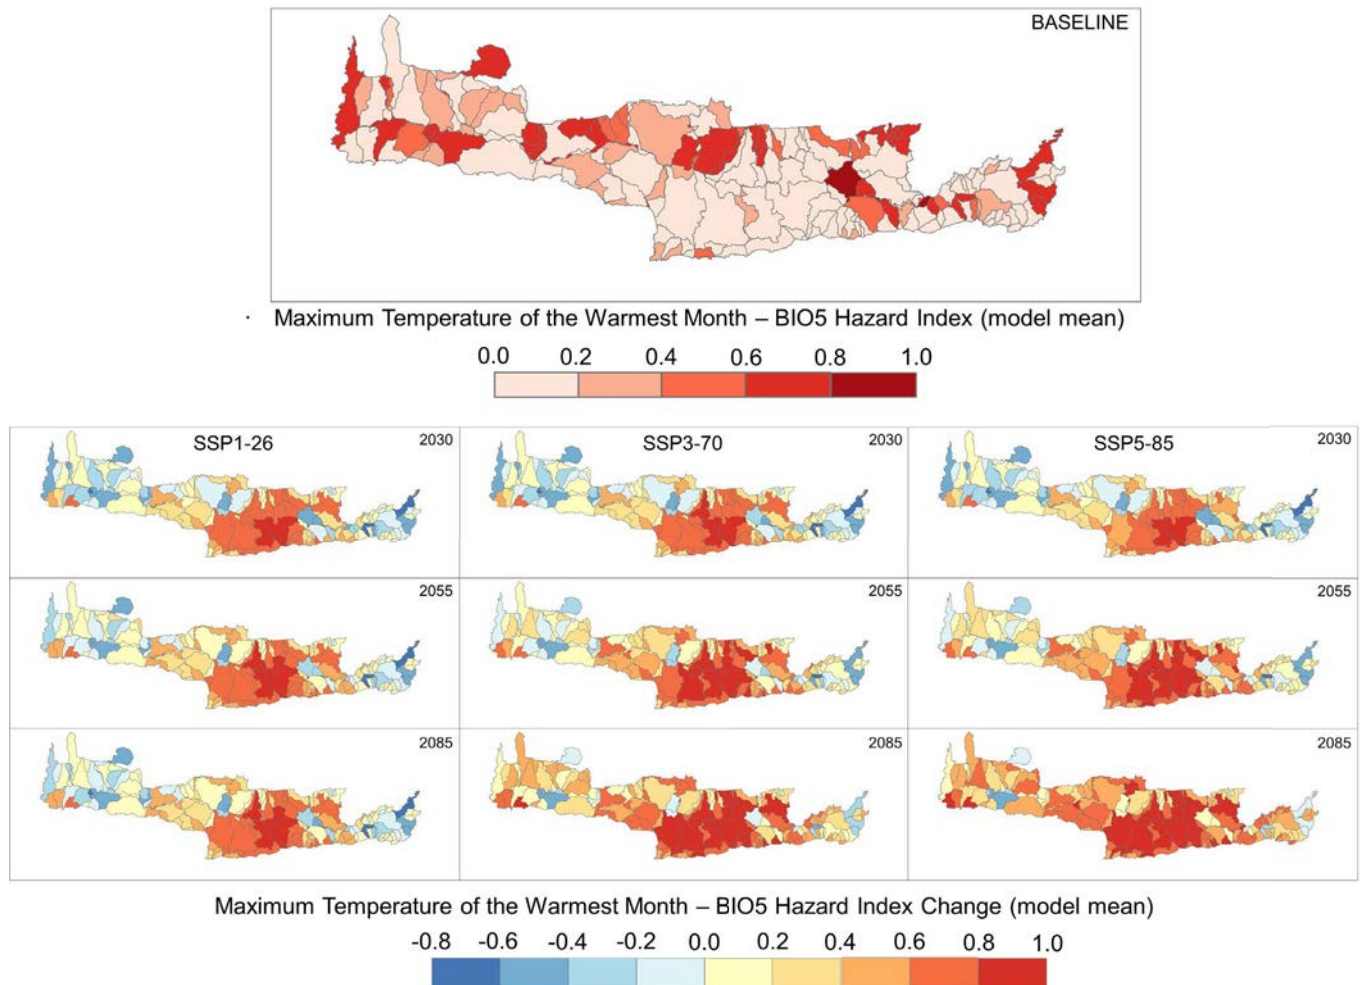 BASELINE
. Maximum Temperature of the Warmest Month – BIO5 Hazard Index (model mean)
0.0 0.2 0.4 0.6 0.8 1.0
SSP1-26 2030 SSP3-70 2030 SSP5-85 2030
2055 2055 2055
2085 2085 2085
Maximum Temperature of the Warmest Month – BIO5 Hazard Index Change (model mean)
-0.8 -0.6 -0.4 -0.2 0.0 0.2 0.4 0.6 0.8 1.0